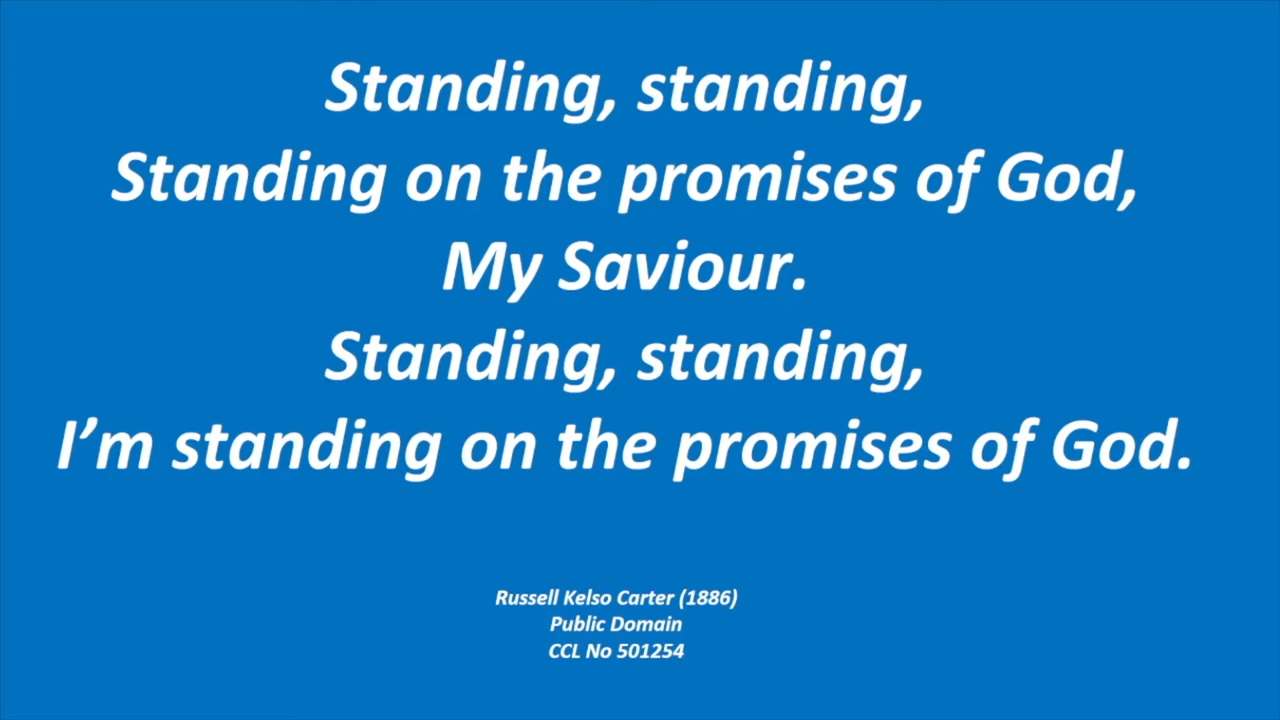 Standing, standing,
Standing on the promises of God,
My Saviour.
Standing, standing,
I’m standing on the promises of God.
Russell Kelso Carter (1886)
Public Domain
CCL No 501254